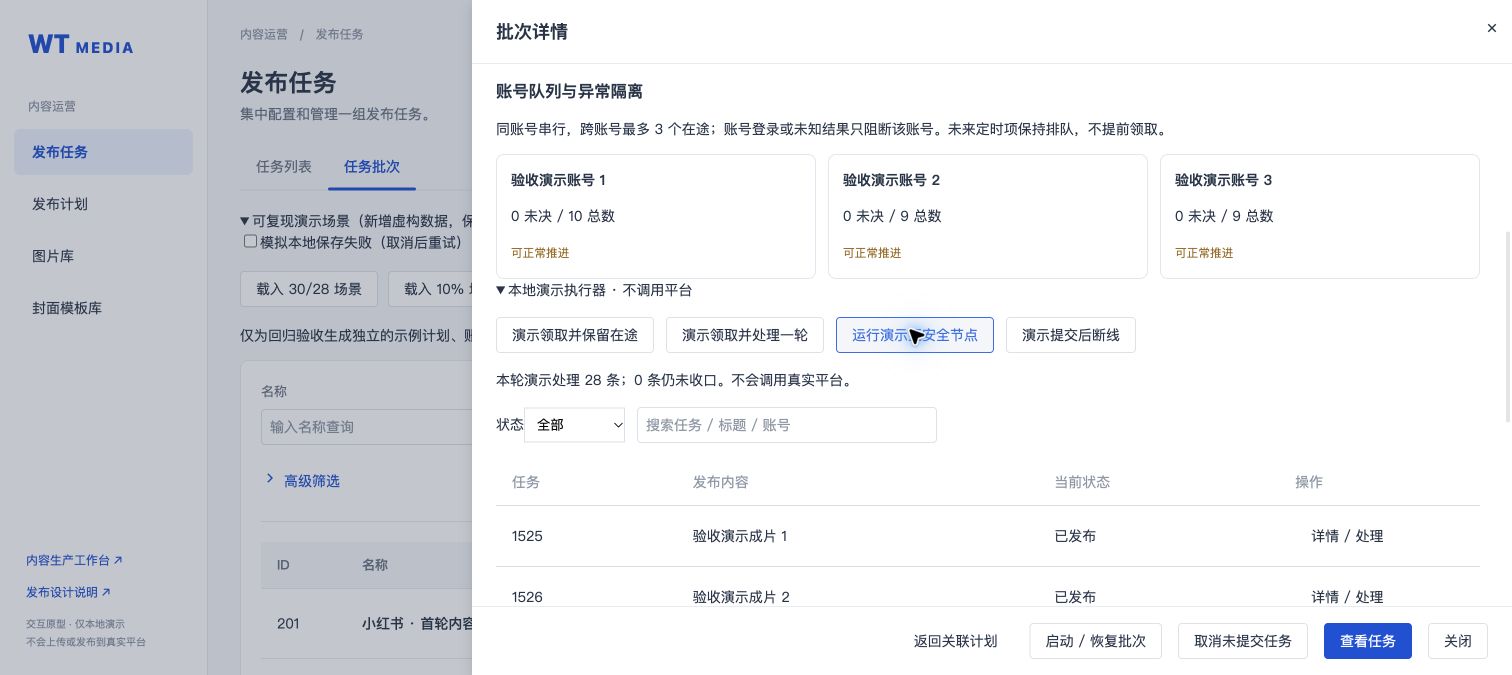 WT MEDIA
内容运营
发布任务
发布计划
图片库
封面模板库
内容生产工作台 ↗
发布设计说明 ↗
交互原型 · 仅本地演示
不会上传或发布到真实平台
内容运营 / 发布任务
发布任务
集中配置和管理一组发布任务。
任务列表 任务批次
▼可复现演示场景（新增虚构数据，保
模拟本地保存失败（取消后重试）
载入 30/28 场景 载入 10%
仅为回归验收生成独立的示例计划、
名称
输入名称查询
高级筛选
ID 名称
201 小红书 · 首轮内容
批次详情 ×
账号队列与异常隔离
同账号串行，跨账号最多 3 个在途；账号登录或未知结果只阻断该账号。未来定时项保持排队，不提前领取。
验收演示账号 1
0 未决 / 10 总数
可正常推进
验收演示账号 2
0 未决 / 9 总数
可正常推进
验收演示账号 3
0 未决 / 9 总数
可正常推进
▼本地演示执行器 · 不调用平台
演示领取并保留在途 演示领取并处理一轮 运行演示 安全节点 演示提交后断线
本轮演示处理 28 条；0 条仍未收口。不会调用真实平台。
状态 全部 搜索任务 / 标题 / 账号
任务 发布内容 当前状态 操作
1525 验收演示成片 1 已发布 详情 / 处理
1526 验收演示成片 2 已发布 详情 / 处理
返回关联计划 启动 / 恢复批次 取消未提交任务 查看任务 关闭